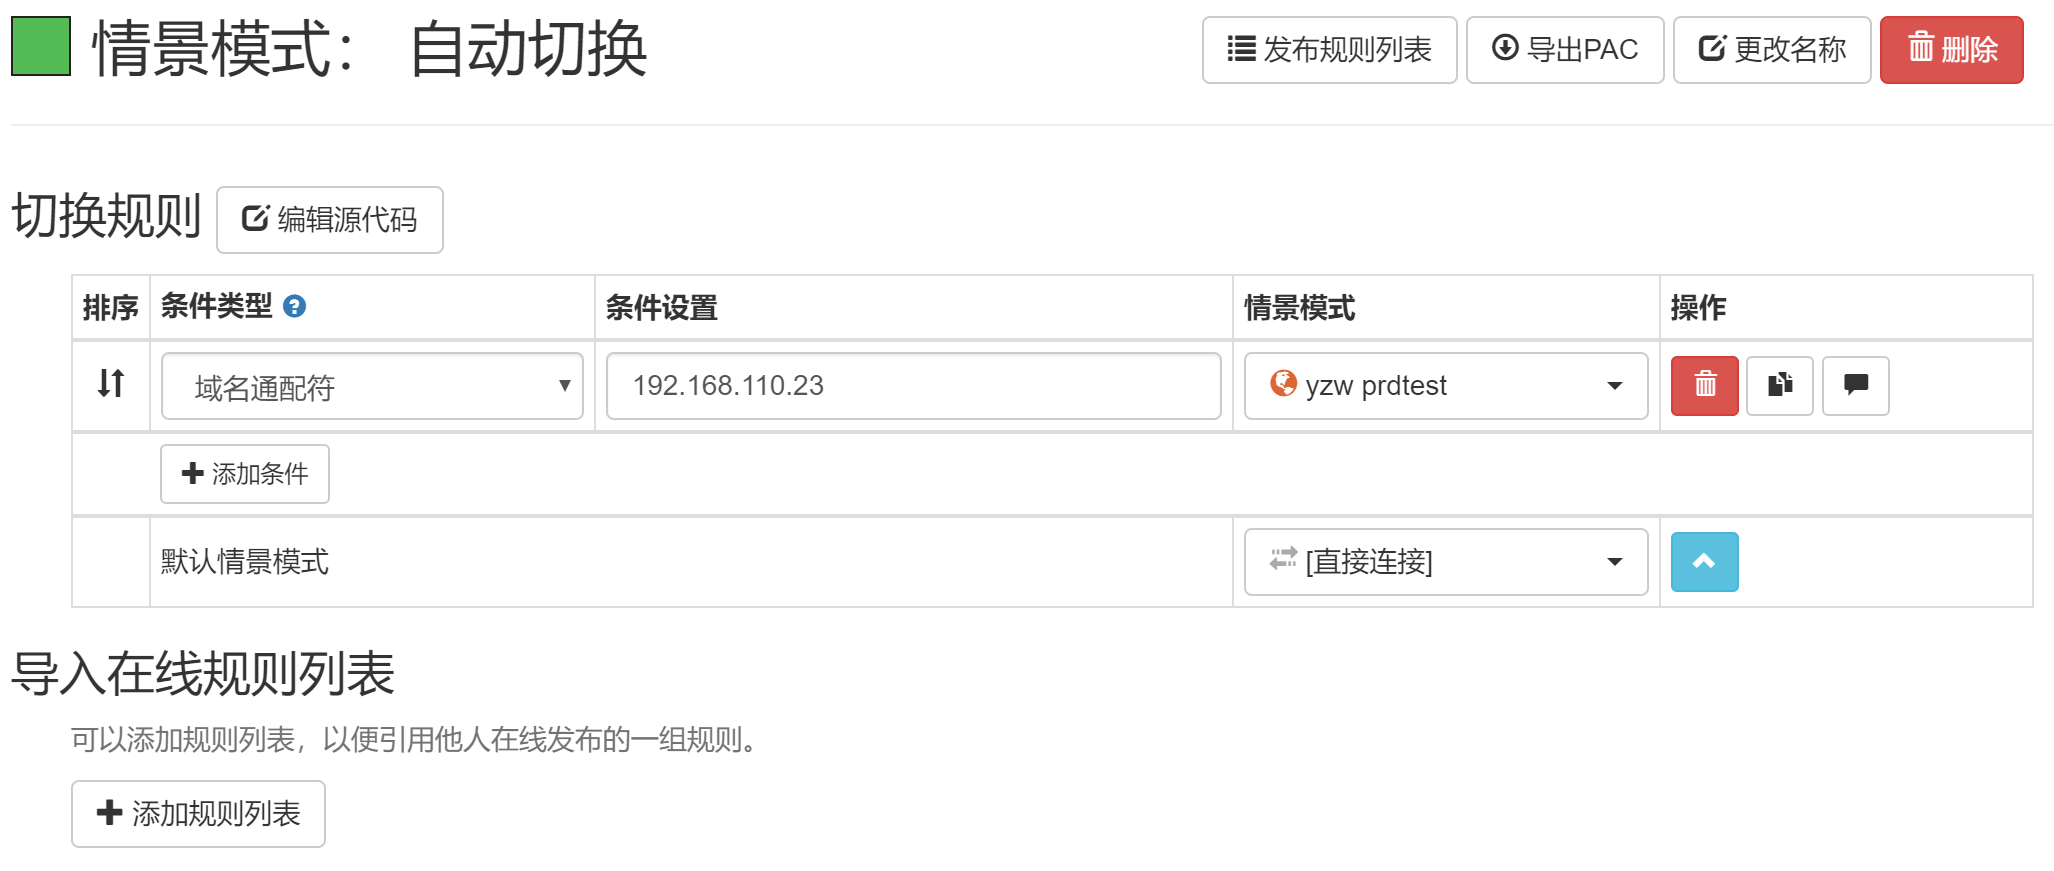 情景模式： 自动切换
发布规则列表 导出PAC 更改名称 删除
切换规则 编辑源代码
排序 条件类型 ? 条件设置 情景模式 操作
域名通配符 192.168.110.23 yzw prdtest
添加条件
默认情景模式 [直接连接]
导入在线规则列表
可以添加规则列表，以便引用他人在线发布的一组规则。
添加规则列表